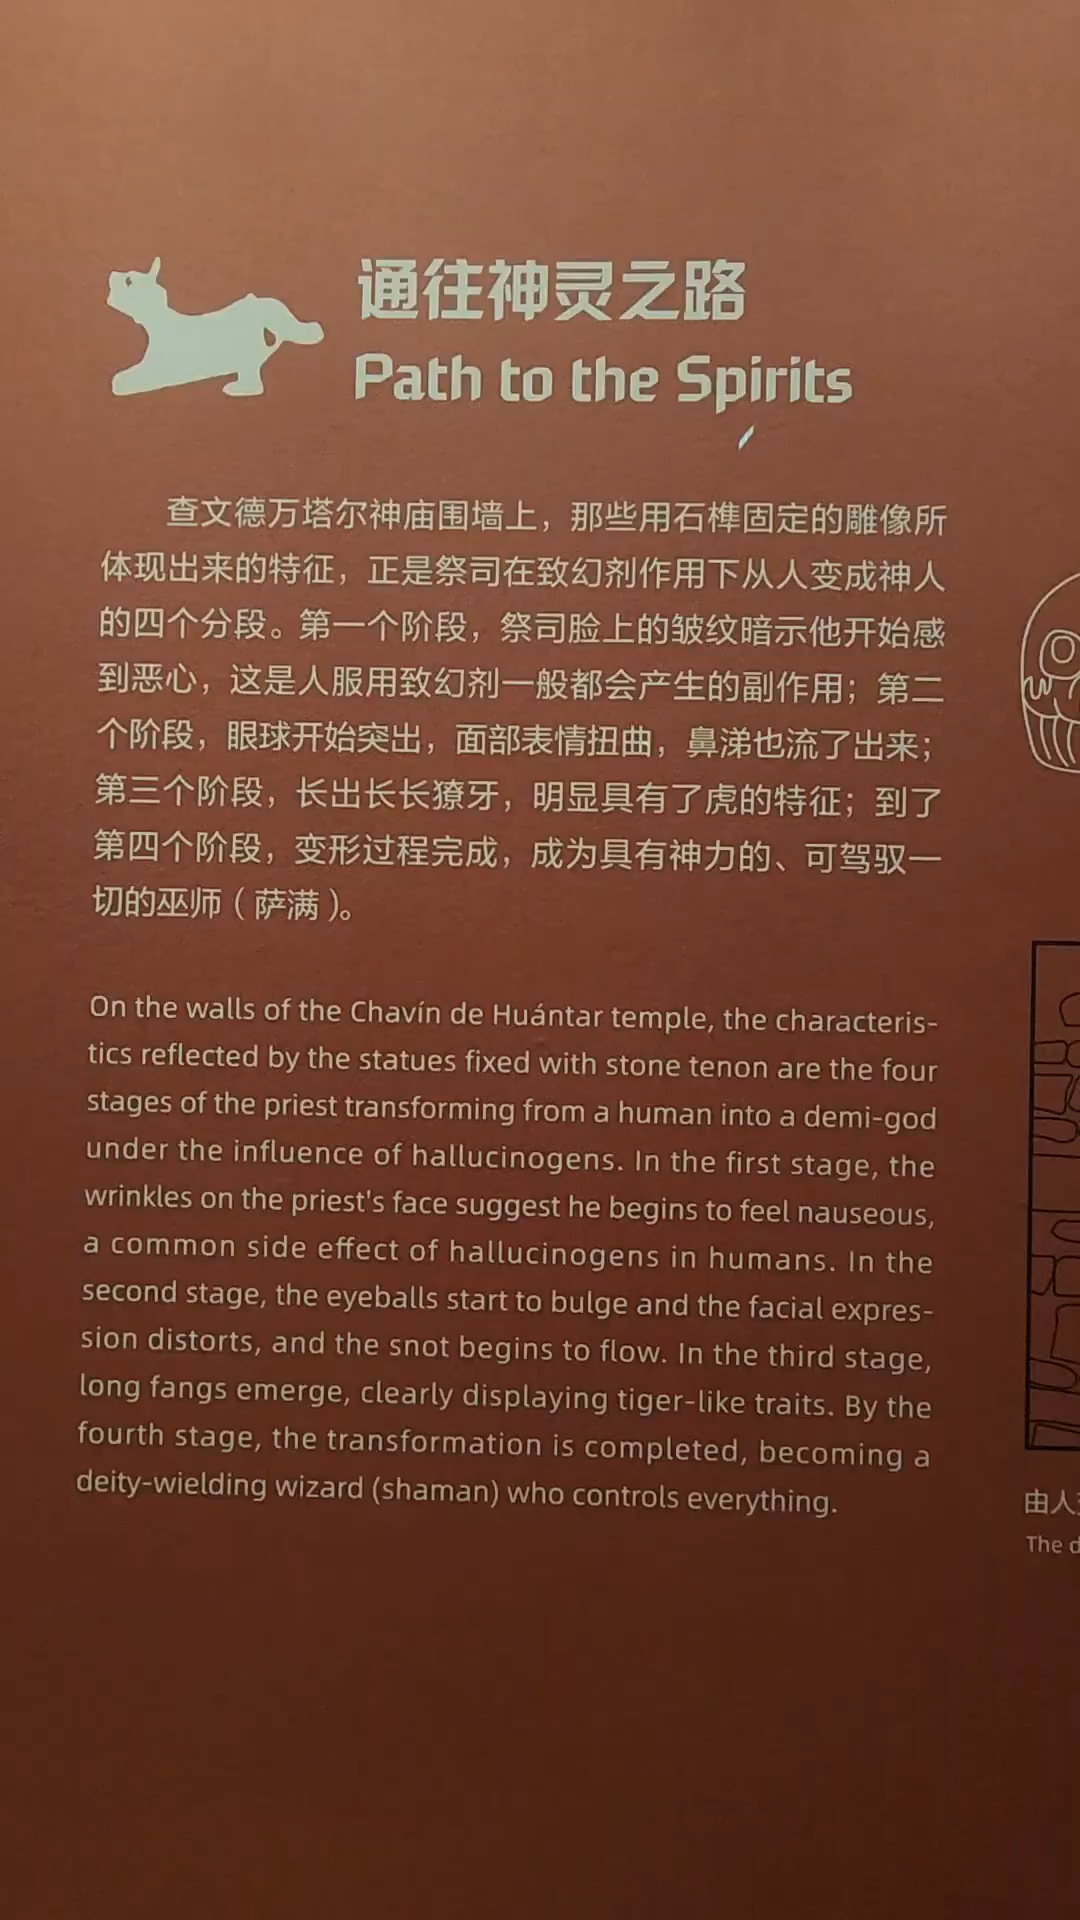 通往神灵之路
Path to the Spirits
查文德万塔尔神庙围墙上，那些用石榫固定的雕像所
体现出来的特征，正是祭司在致幻剂作用下从人变成神人
的四个分段。第一个阶段，祭司脸上的皱纹暗示他开始感
到恶心，这是人服用致幻剂一般都会产生的副作用；第二
个阶段，眼球开始突出，面部表情扭曲，鼻涕也流了出来；
第三个阶段，长出长长獠牙，明显具有了虎的特征；到了
第四个阶段，变形过程完成，成为具有神力的、可驾驭一
切的巫师（萨满）。
On the walls of the Chavín de Huántar temple, the characteris-
tics reflected by the statues fixed with stone tenon are the four
stages of the priest transforming from a human into a demi-god
under the influence of hallucinogens. In the first stage, the
wrinkles on the priest's face suggest he begins to feel nauseous,
a common side effect of hallucinogens in humans. In the
second stage, the eyeballs start to bulge and the facial expres-
sion distorts, and the snot begins to flow. In the third stage,
long fangs emerge, clearly displaying tiger-like traits. By the
fourth stage, the transformation is completed, becoming a
deity-wielding wizard (shaman) who controls everything.
由人
The